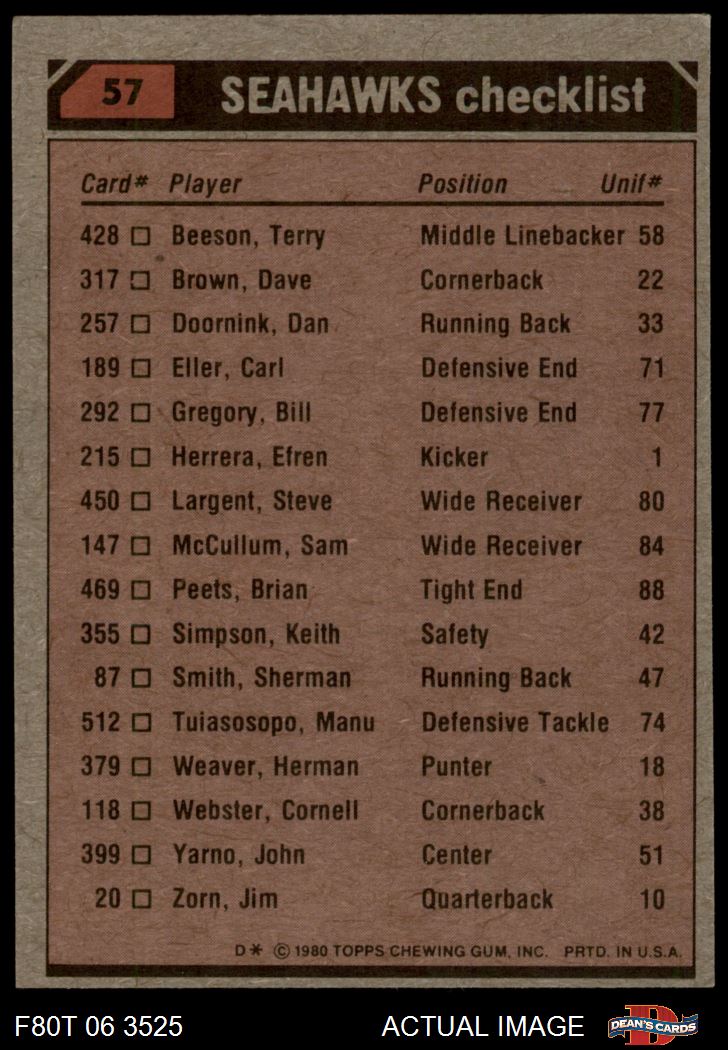 57 SEAHAWKS checklist
Card# Player Position Unif#
428 Beeson, Terry Middle Linebacker 58
317 Brown, Dave Cornerback 22
257 Doornink, Dan Running Back 33
189 Eller, Carl Defensive End 71
292 Gregory, Bill Defensive End 77
215 Herrera, Efren Kicker 1
450 Largent, Steve Wide Receiver 80
147 McCullum, Sam Wide Receiver 84
469 Peets, Brian Tight End 88
355 Simpson, Keith Safety 42
87 Smith, Sherman Running Back 47
512 Tuiasosopo, Manu Defensive Tackle 74
379 Weaver, Herman Punter 18
118 Webster, Cornell Cornerback 38
399 Yarno, John Center 51
20 Zorn, Jim Quarterback 10
D* © 1980 TOPPS CHEWING GUM, INC. PRTD. IN U.S.A.
F80T 06 3525 ACTUAL IMAGE D DEAN'S CARDS